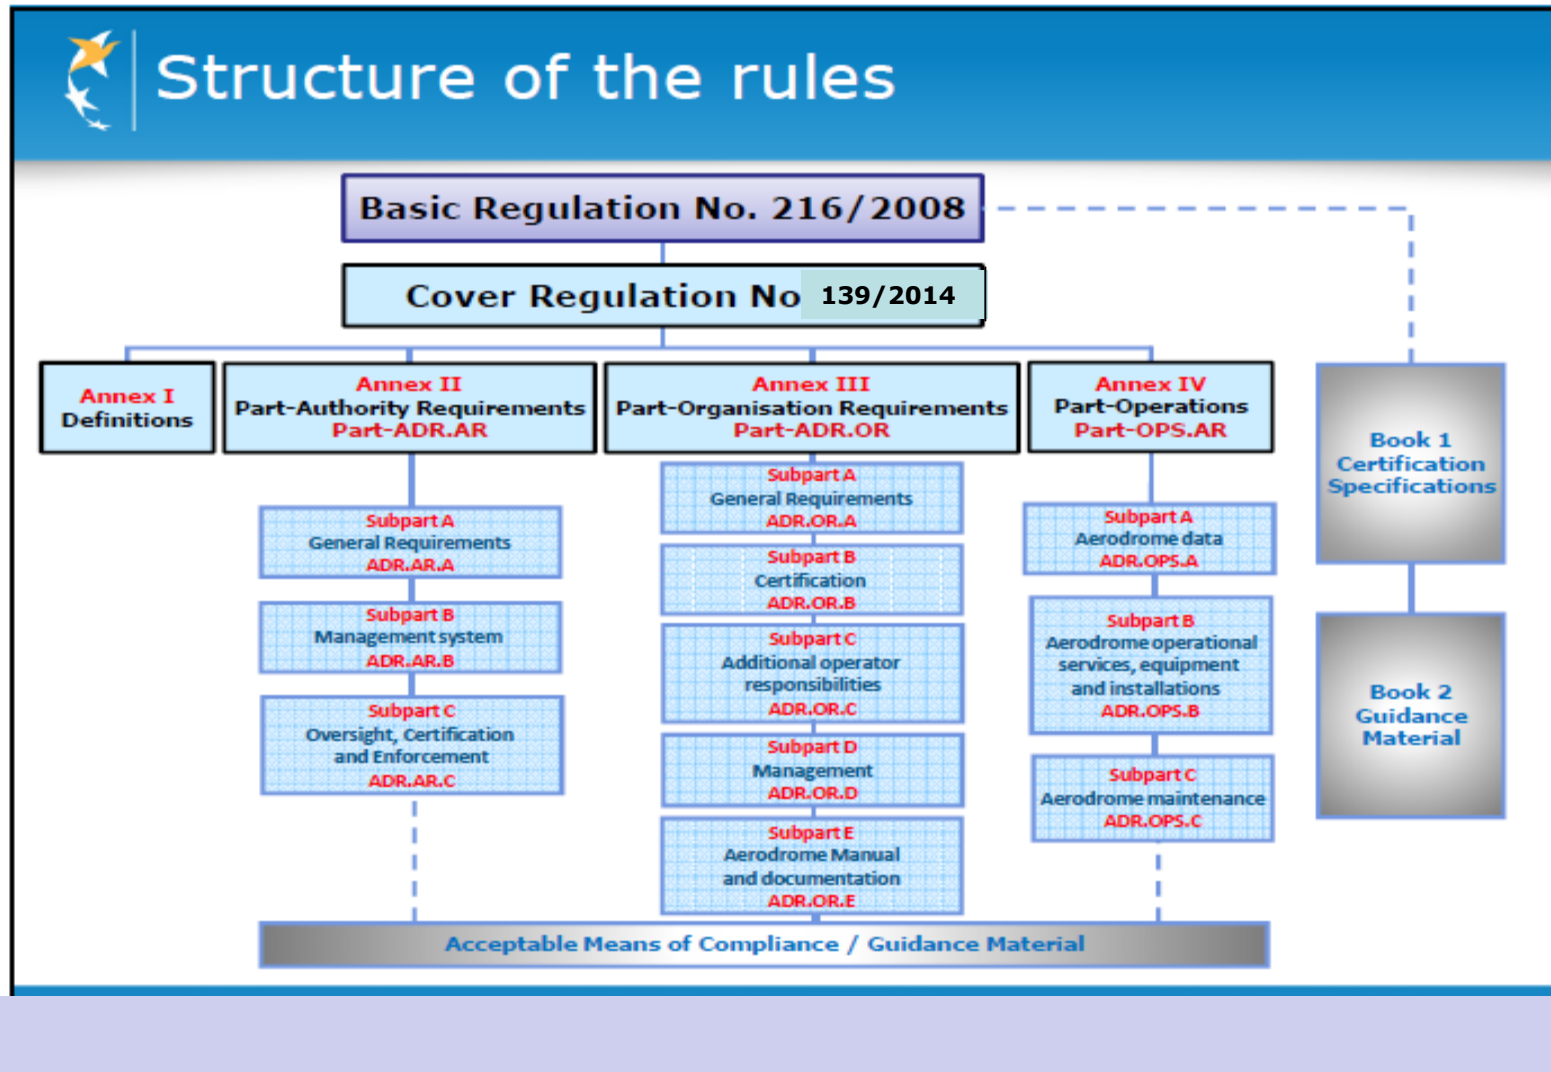 Structure of the rules
Basic Regulation No. 216/2008
Cover Regulation No 139/2014
Annex I
Definitions
Annex II
Part-Authority Requirements
Part-ADR.AR
Annex III
Part-Organisation Requirements
Part-ADR.OR
Annex IV
Part-Operations
Part-OPS.AR
Subpart A
General Requirements
ADR.AR.A
Subpart B
Management system
ADR.AR.B
Subpart C
Oversight, Certification
and Enforcement
ADR.AR.C
Subpart A
General Requirements
ADR.OR.A
Subpart B
Certification
ADR.OR.B
Subpart C
Additional operator
responsibilities
ADR.OR.C
Subpart D
Management
ADR.OR.D
Subpart E
Aerodrome Manual
and documentation
ADR.OR.E
Subpart A
Aerodrome data
ADR.OPS.A
Subpart B
Aerodrome operational
services, equipment
and installations
ADR.OPS.B
Subpart C
Aerodrome maintenance
ADR.OPS.C
Book 1
Certification
Specifications
Book 2
Guidance
Material
Acceptable Means of Compliance / Guidance Material